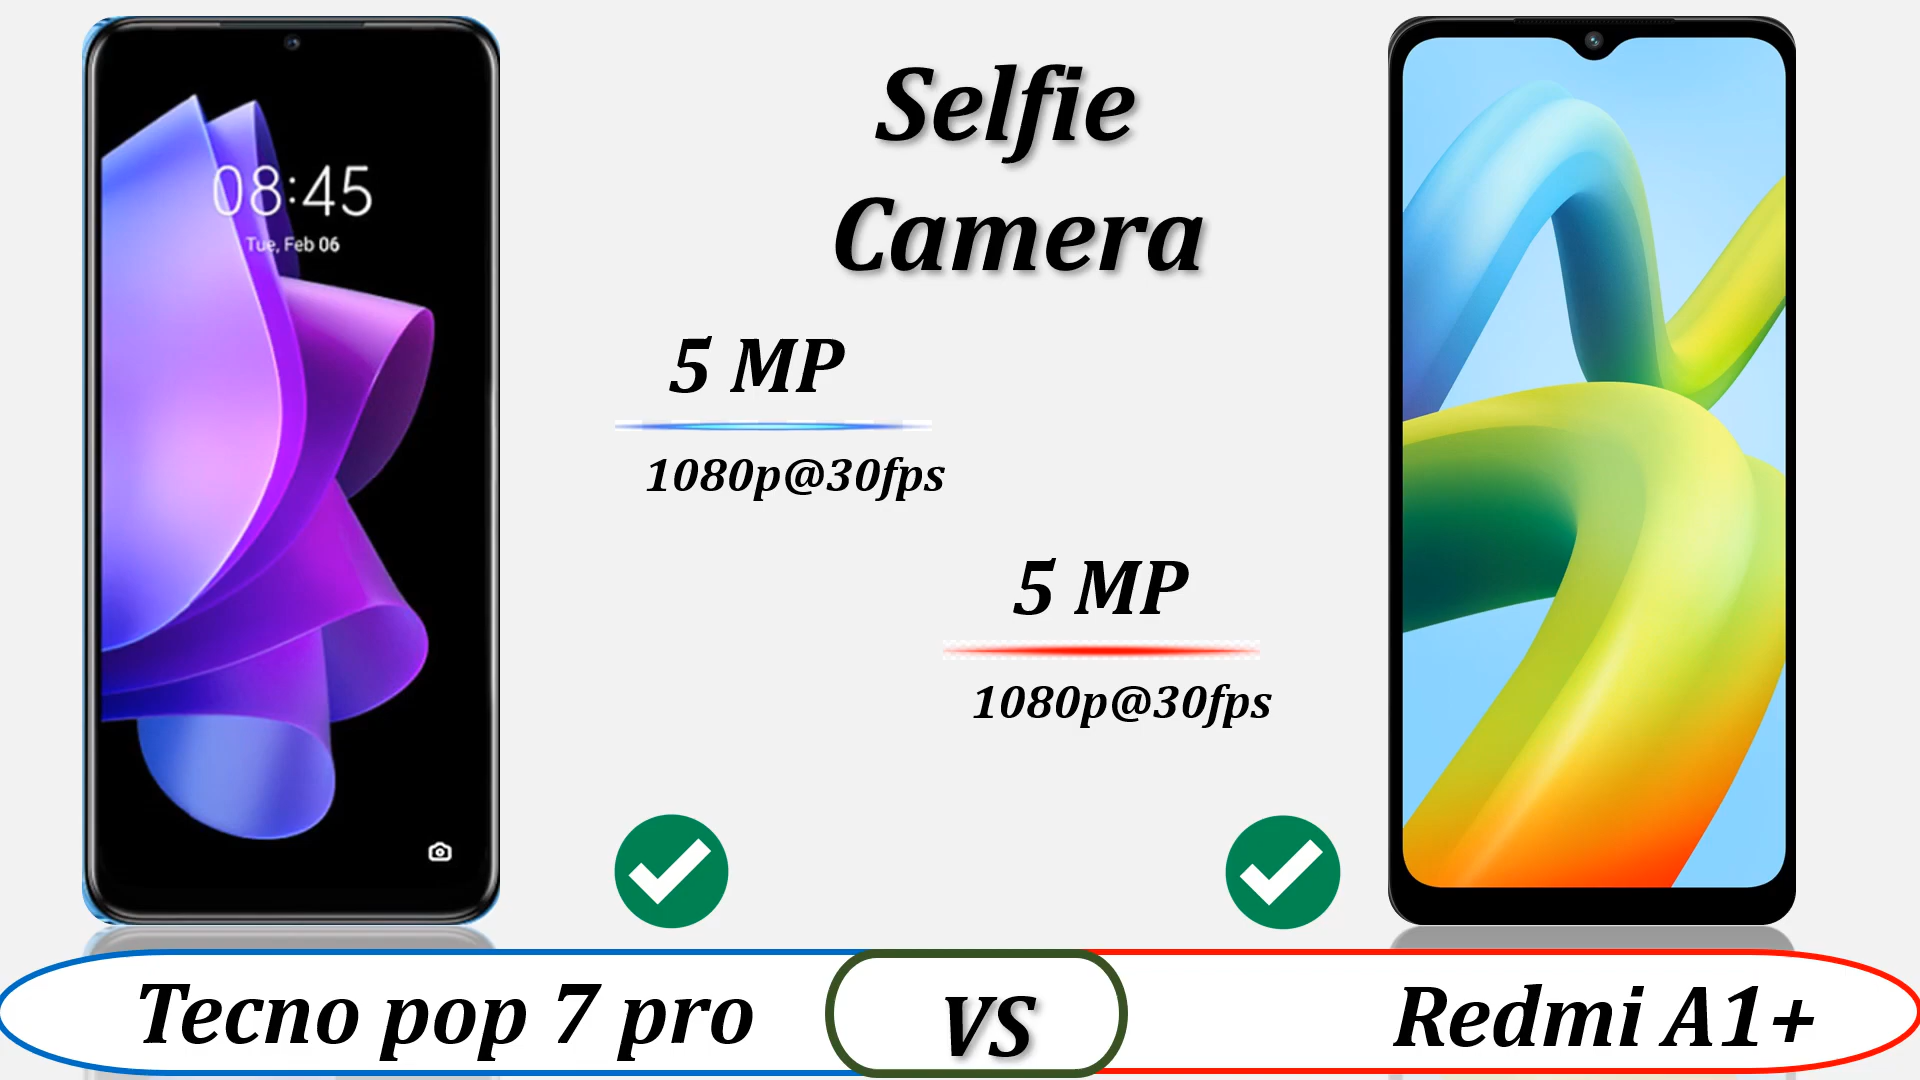 Selfie
Camera
08:45
Tue, Feb 06
5 MP
1080p@30fps
5 MP
1080p@30fps
Tecno pop 7 pro
VS
Redmi A1+